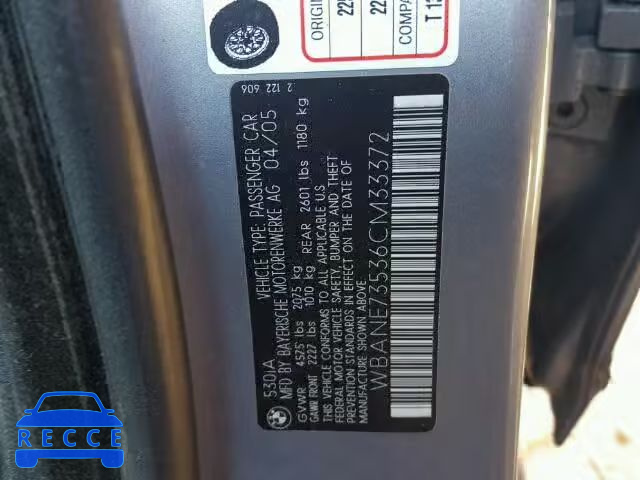 ORIGIN
COMPA
T 13
2 122 606
530iA
VEHICLE TYPE: PASSENGER CAR
MFD BY BAYERISCHE MOTORENWERKE AG 04/05
GVWR 4575 lbs 2075 kg
GAWR FRONT 2227 lbs 1010 kg REAR 2601 lbs 1180 kg
THIS VEHICLE CONFORMS TO ALL APPLICABLE U.S
FEDERAL MOTOR VEHICLE SAFETY, BUMPER AND THEFT
PREVENTION STANDARDS IN EFFECT ON THE DATE OF
MANUFACTURE SHOWN ABOVE
WBANE73536CM33372
RECCE